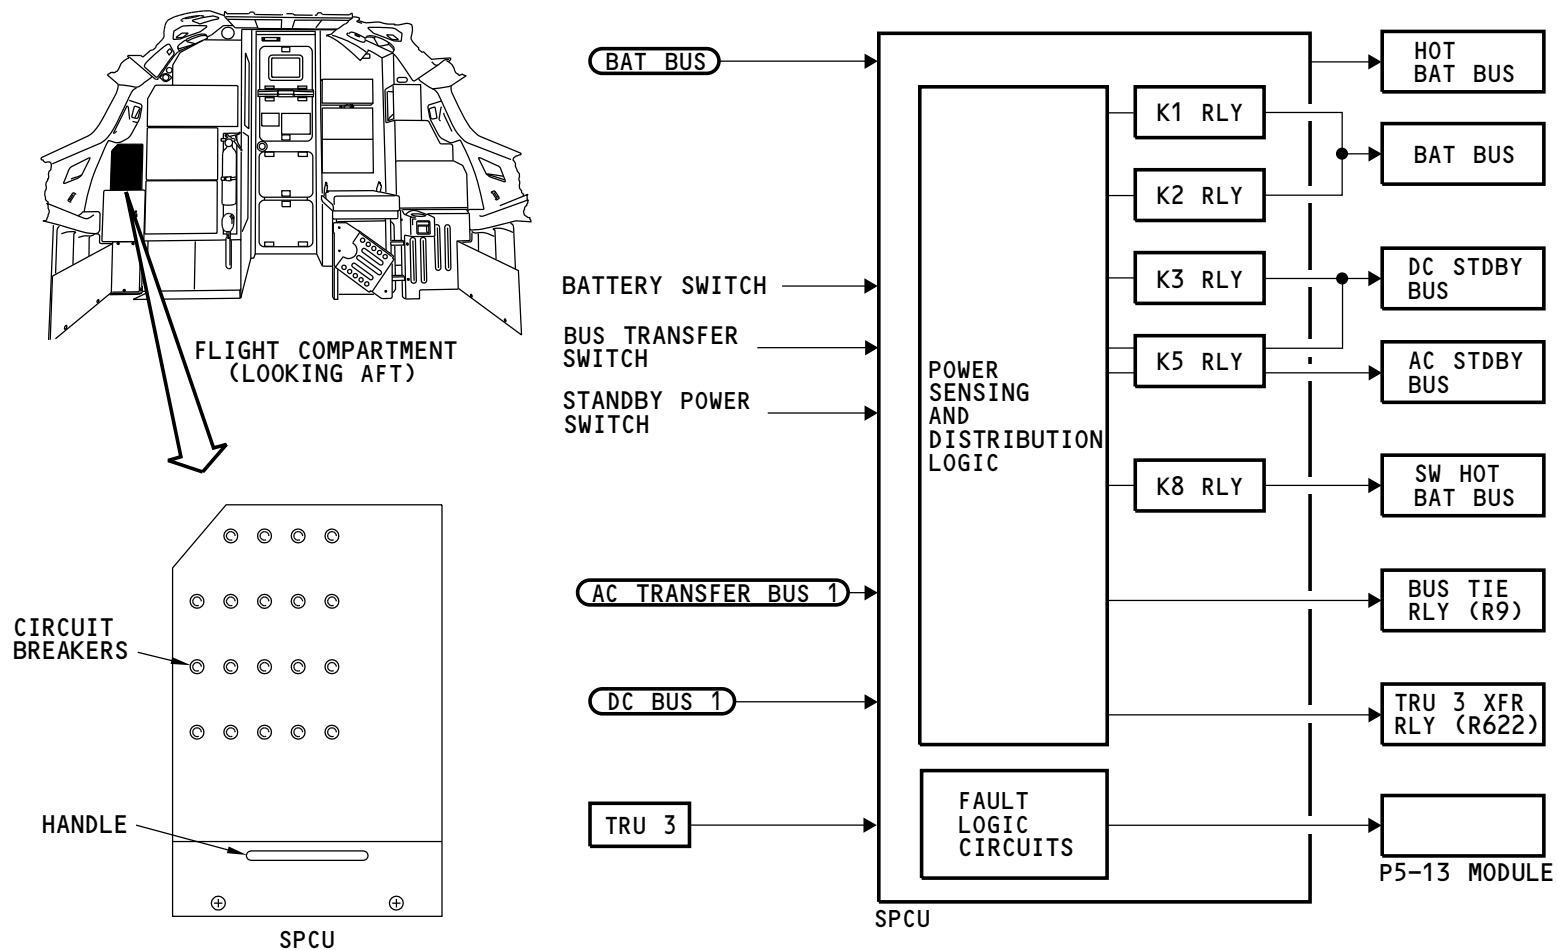 FLIGHT COMPARTMENT
(LOOKING AFT)
CIRCUIT
BREAKERS
HANDLE
SPCU
BAT BUS
BATTERY SWITCH
BUS TRANSFER
SWITCH
STANDBY POWER
SWITCH
AC TRANSFER BUS 1
DC BUS 1
TRU 3
POWER
SENSING
AND
DISTRIBUTION
LOGIC
K1 RLY
K2 RLY
K3 RLY
K5 RLY
K8 RLY
FAULT
LOGIC
CIRCUITS
SPCU
HOT
BAT BUS
BAT BUS
DC STDBY
BUS
AC STDBY
BUS
SW HOT
BAT BUS
BUS TIE
RLY (R9)
TRU 3 XFR
RLY (R622)
P5-13 MODULE